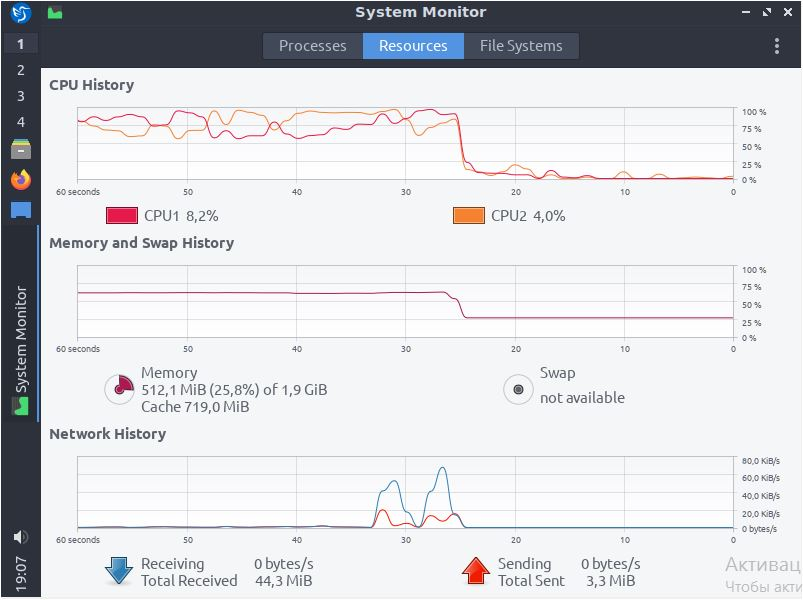 System Monitor
1
2
3
4
Processes Resources File Systems
CPU History
100 %
75 %
50 %
25 %
0 %
60 seconds 50 40 30 20 10 0
CPU1 8,2% CPU2 4,0%
Memory and Swap History
100 %
75 %
50 %
25 %
0 %
60 seconds 50 40 30 20 10 0
Memory
512,1 MiB (25,8%) of 1,9 GiB
Cache 719,0 MiB
Swap
not available
System Monitor
Network History
80,0 KiB/s
60,0 KiB/s
40,0 KiB/s
20,0 KiB/s
0 bytes/s
60 seconds 50 40 30 20 10 0
Receiving 0 bytes/s
Total Received 44,3 MiB
Sending 0 bytes/s
Total Sent 3,3 MiB
19:07
Активац
Чтобы акти